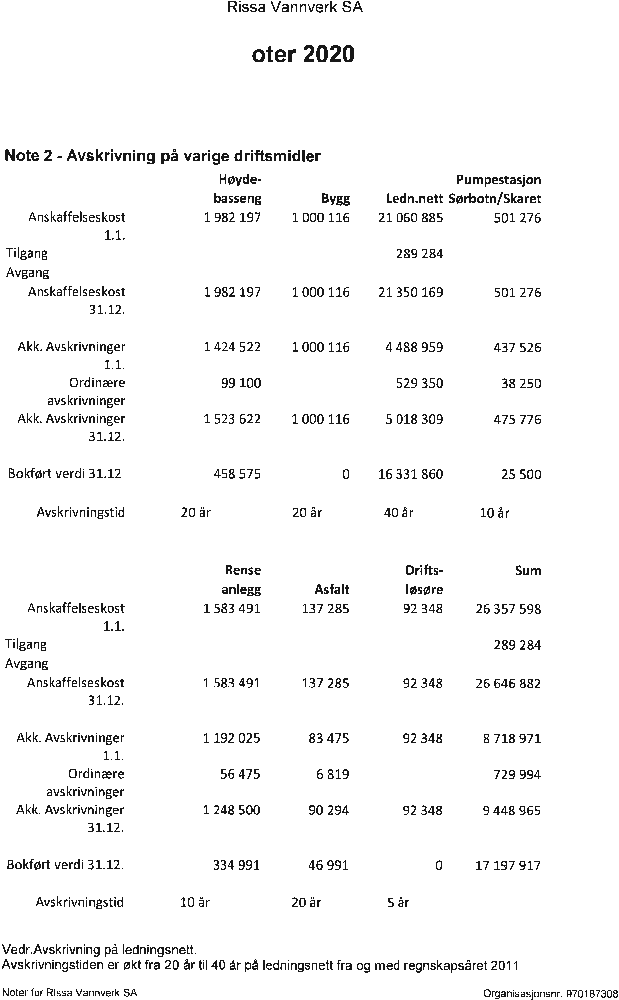 Rissa Vannverk SA
oter 2020
Note 2 - Avskrivning på varige driftsmidler
Høyde- Pumpestasjon
basseng Bygg Ledn.nett Sørbotn/Skaret
Anskaffelseskost 1 982 197 1 000 116 21 060 885 501 276
1.1.
Tilgang 289 284
Avgang
Anskaffelseskost 1 982 197 1 000 116 21 350 169 501 276
31.12.
Akk. Avskrivninger 1 424 522 1 000 116 4 488 959 437 526
1.1.
Ordinære 99 100 529 350 38 250
avskrivninger
Akk. Avskrivninger 1 523 622 1 000 116 5 018 309 475 776
31.12.
Bokført verdi 31.12 458 575 0 16 331 860 25 500
Avskrivningstid 20 år 20 år 40 år 10 år
Rense Drifts- Sum
anlegg Asfalt løsøre
Anskaffelseskost 1 583 491 137 285 92 348 26 357 598
1.1.
Tilgang 289 284
Avgang
Anskaffelseskost 1 583 491 137 285 92 348 26 646 882
31.12.
Akk. Avskrivninger 1 192 025 83 475 92 348 8 718 971
1.1.
Ordinære 56 475 6 819 729 994
avskrivninger
Akk. Avskrivninger 1 248 500 90 294 92 348 9 448 965
31.12.
Bokført verdi 31.12. 334 991 46 991 0 17 197 917
Avskrivningstid 10 år 20 år 5 år
Vedr.Avskrivning på ledningsnett.
Avskrivningstiden er økt fra 20 år til 40 år på ledningsnett fra og med regnskapsåret 2011
Noter for Rissa Vannverk SA Organisasjonsnr. 970187308